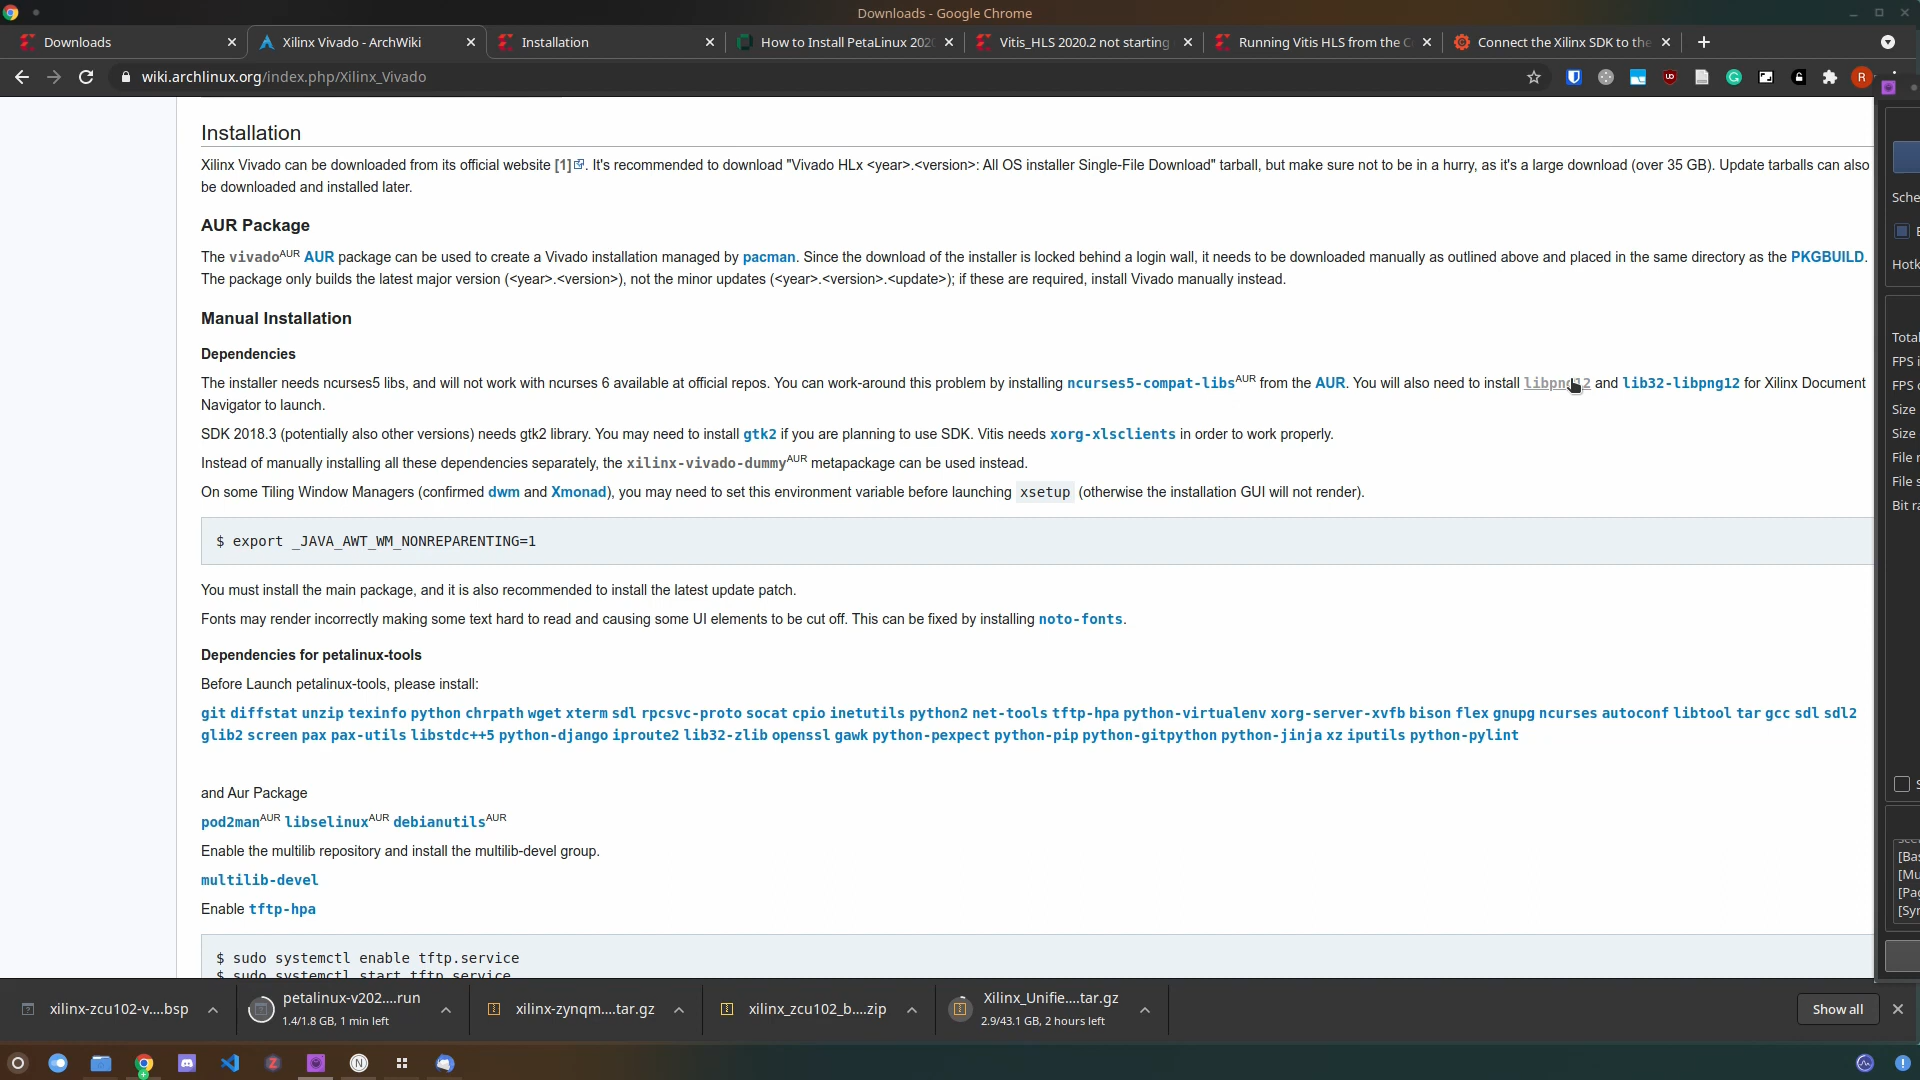 Downloads - Google Chrome
Downloads
Xilinx Vivado - ArchWiki
Installation
How to Install PetaLinux 202
Vitis_HLS 2020.2 not starting
Running Vitis HLS from the C
Connect the Xilinx SDK to the
wiki.archlinux.org/index.php/Xilinx_Vivado
R
Installation
Xilinx Vivado can be downloaded from its official website [1]. It's recommended to download "Vivado HLx <year>.<version>: All OS installer Single-File Download" tarball, but make sure not to be in a hurry, as it's a large download (over 35 GB). Update tarballs can also
be downloaded and installed later.
AUR Package
The vivadoAUR AUR package can be used to create a Vivado installation managed by pacman. Since the download of the installer is locked behind a login wall, it needs to be downloaded manually as outlined above and placed in the same directory as the PKGBUILD.
The package only builds the latest major version (<year>.<version>), not the minor updates (<year>.<version>.<update>); if these are required, install Vivado manually instead.
Manual Installation
Dependencies
The installer needs ncurses5 libs, and will not work with ncurses 6 available at official repos. You can work-around this problem by installing ncurses5-compat-libsAUR from the AUR. You will also need to install libpng12 and lib32-libpng12 for Xilinx Document
Navigator to launch.
SDK 2018.3 (potentially also other versions) needs gtk2 library. You may need to install gtk2 if you are planning to use SDK. Vitis needs xorg-xlsclients in order to work properly.
Instead of manually installing all these dependencies separately, the xilinx-vivado-dummyAUR metapackage can be used instead.
On some Tiling Window Managers (confirmed dwm and Xmonad), you may need to set this environment variable before launching xsetup (otherwise the installation GUI will not render).
$ export _JAVA_AWT_WM_NONREPARENTING=1
You must install the main package, and it is also recommended to install the latest update patch.
Fonts may render incorrectly making some text hard to read and causing some UI elements to be cut off. This can be fixed by installing noto-fonts.
Dependencies for petalinux-tools
Before Launch petalinux-tools, please install:
git diffstat unzip texinfo python chrpath wget xterm sdl rpcsvc-proto socat cpio inetutils python2 net-tools tftp-hpa python-virtualenv xorg-server-xvfb bison flex gnupg ncurses autoconf libtool tar gcc sdl sdl2
glib2 screen pax pax-utils libstdc++5 python-django iproute2 lib32-zlib openssl gawk python-pexpect python-pip python-gitpython python-jinja xz iputils python-pylint
and Aur Package
pod2manAUR libselinuxAUR debianutilsAUR
Enable the multilib repository and install the multilib-devel group.
multilib-devel
Enable tftp-hpa
$ sudo systemctl enable tftp.service
$ sudo systemctl start tftp.service
Sche
Hotk
Total
FPS i
FPS
Size
Size
File
File s
Bit ra
[Bas
[Mu
[Pag
[Syn
xilinx-zcu102-v....bsp
petalinux-v202....run
1.4/1.8 GB, 1 min left
xilinx-zynqm....tar.gz
xilinx_zcu102_b....zip
Xilinx_Unifie....tar.gz
2.9/43.1 GB, 2 hours left
Show all